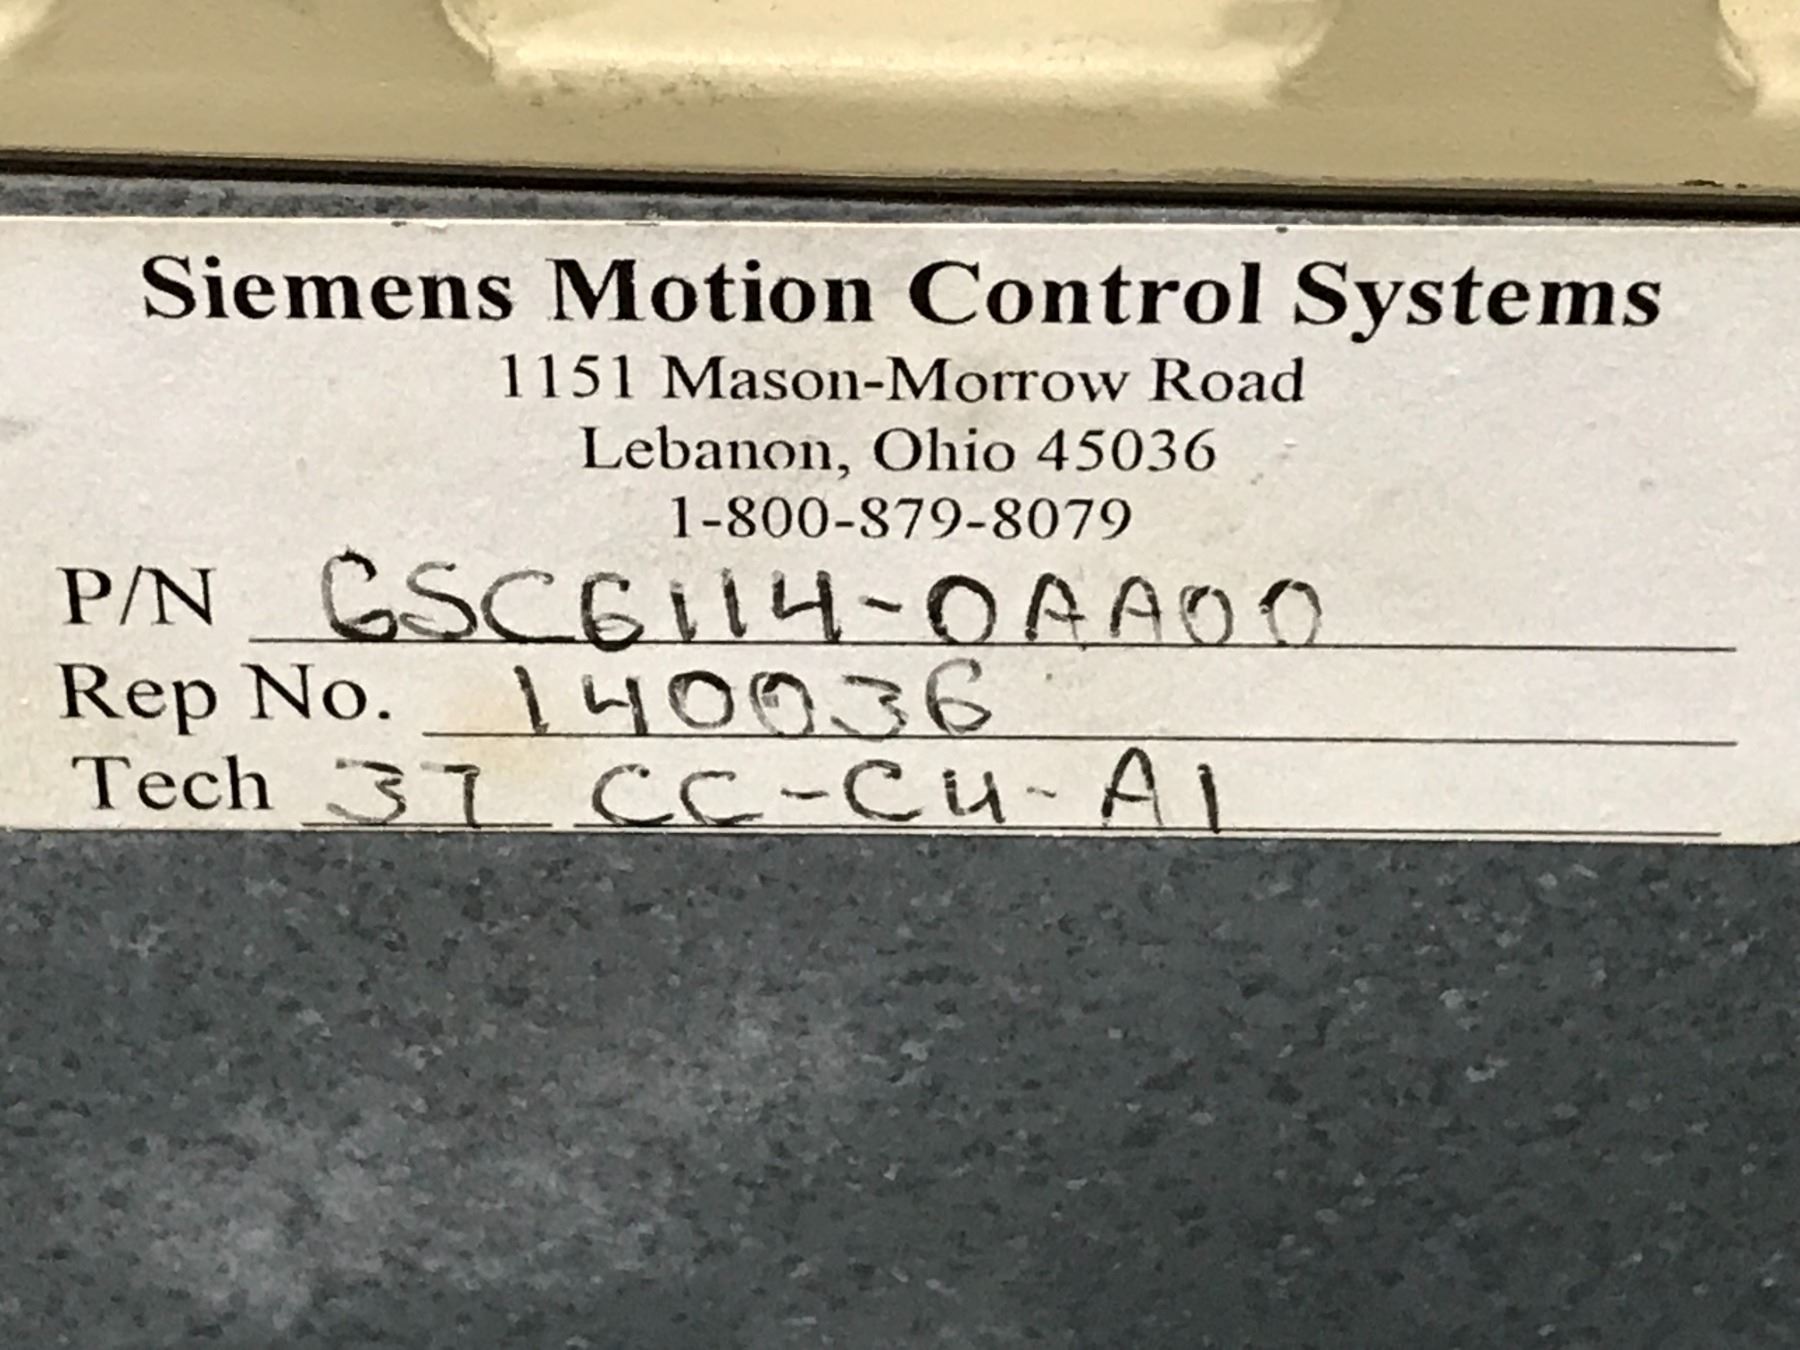 Siemens Motion Control Systems
1151 Mason-Morrow Road
Lebanon, Ohio 45036
1-800-879-8079
P/N 6SC6114-0AA00
Rep No. 140036
Tech 37 CC-C4-A1